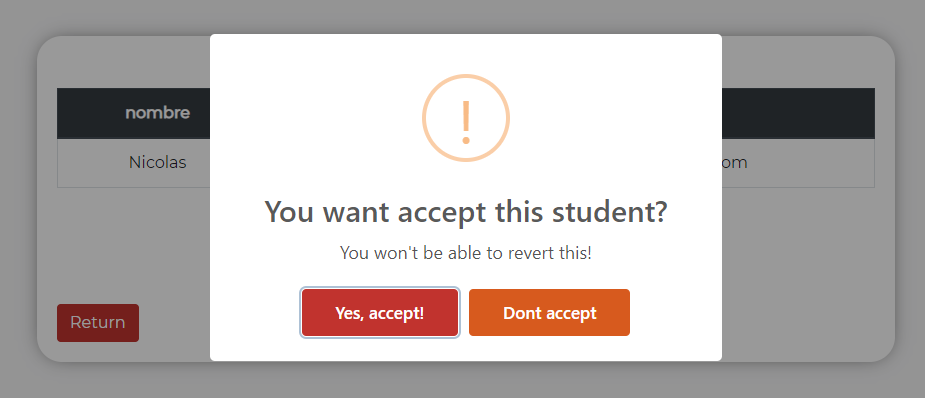 nombre
Nicolas
om
!
You want accept this student?
You won't be able to revert this!
Yes, accept!
Dont accept
Return